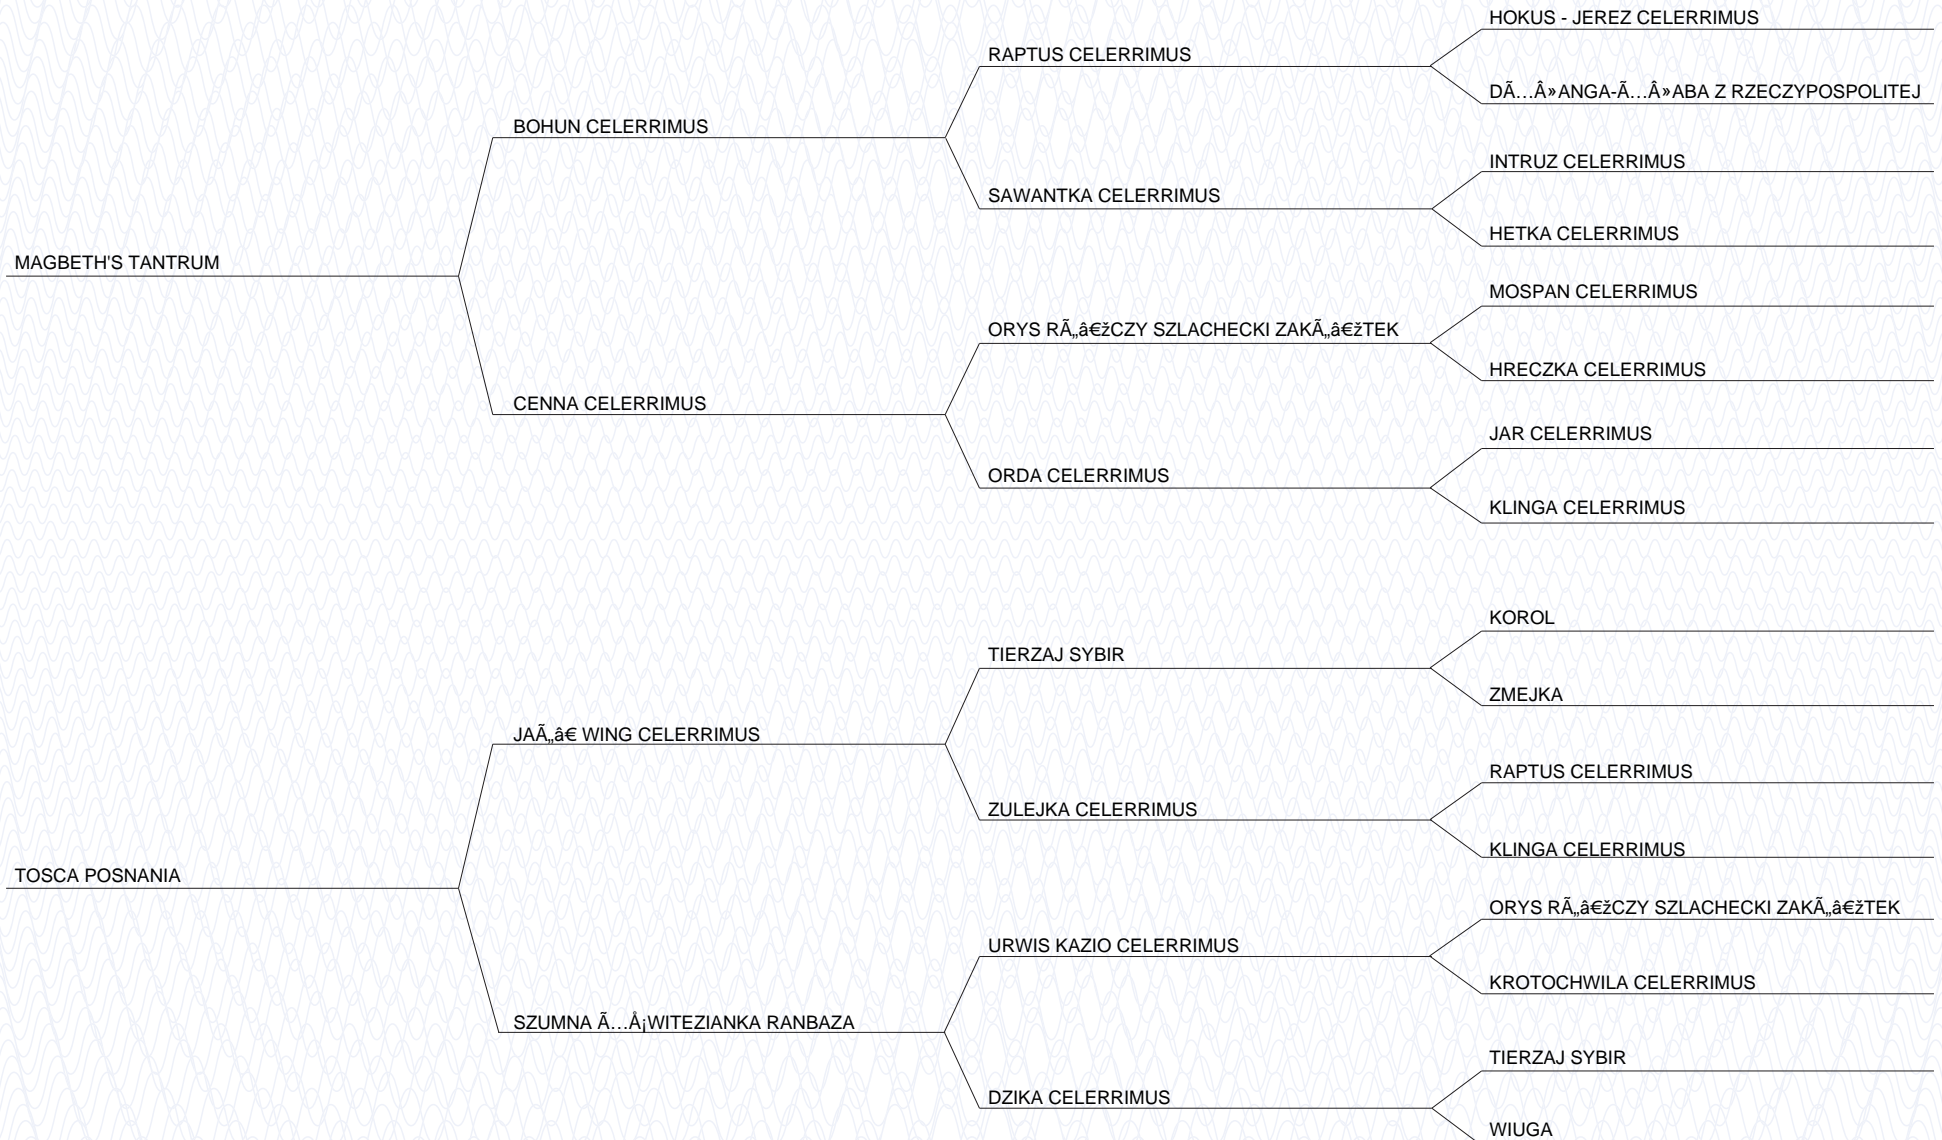 HOKUS - JEREZ CELERRIMUS
RAPTUS CELERRIMUS
DÃ…Â»ANGA-Ã…Â»ABA Z RZECZYPOSPOLITEJ
BOHUN CELERRIMUS
INTRUZ CELERRIMUS
SAWANTKA CELERRIMUS
HETKA CELERRIMUS
MAGBETH'S TANTRUM
MOSPAN CELERRIMUS
ORYS RÃ„â€žCZY SZLACHECKI ZAKÃ„â€žTEK
HRECZKA CELERRIMUS
CENNA CELERRIMUS
JAR CELERRIMUS
ORDA CELERRIMUS
KLINGA CELERRIMUS
KOROL
TIERZAJ SYBIR
ZMEJKA
JAÃ„â€ WING CELERRIMUS
RAPTUS CELERRIMUS
ZULEJKA CELERRIMUS
KLINGA CELERRIMUS
TOSCA POSNANIA
ORYS RÃ„â€žCZY SZLACHECKI ZAKÃ„â€žTEK
URWIS KAZIO CELERRIMUS
KROTOCHWILA CELERRIMUS
SZUMNA Ã…Å¡WITEZIANKA RANBAZA
TIERZAJ SYBIR
DZIKA CELERRIMUS
WIUGA